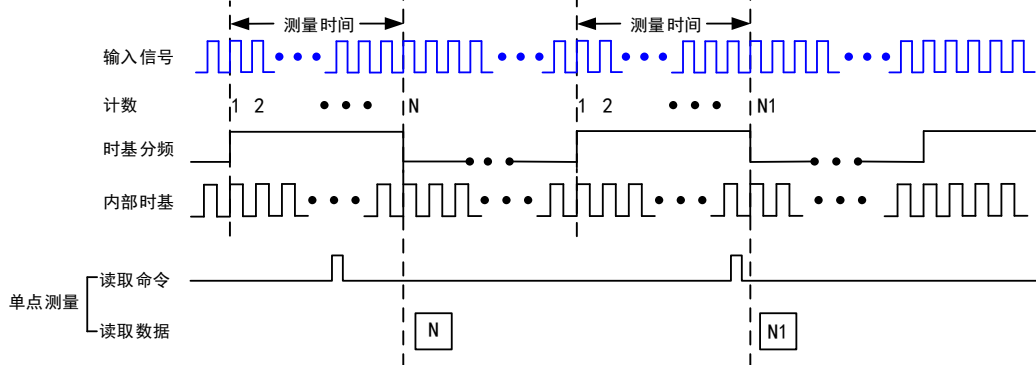 测量时间 测量时间
输入信号
计数 1 2 N 1 2 N1
时基分频
内部时基
读取命令
单点测量
读取数据 N N1